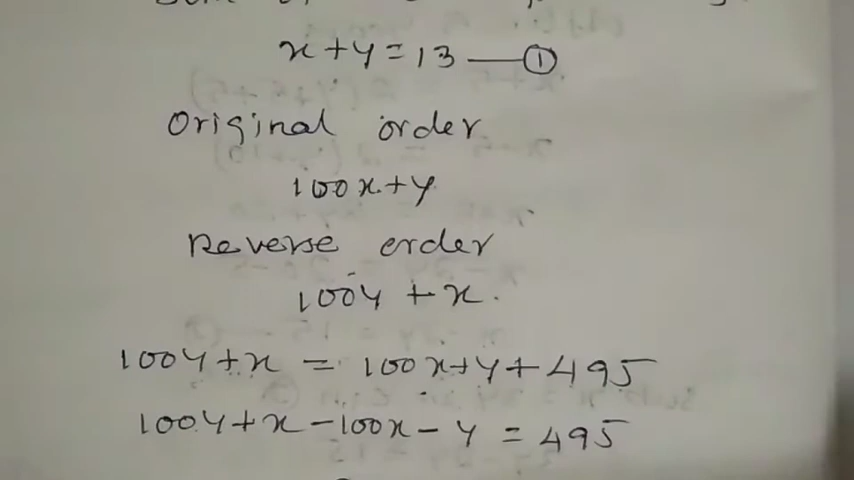 x + y = 13 —— ①
Original order
100x + y
Reverse order
100y + x.
100y + x = 100x + y + 495
100y + x - 100x - y = 495